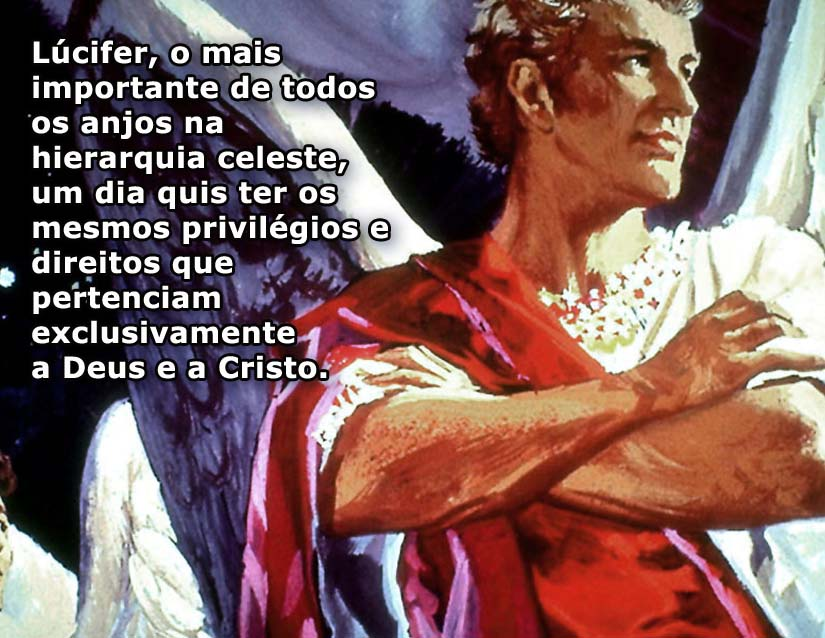 Lúcifer, o mais
importante de todos
os anjos na
hierarquia celeste,
um dia quis ter os
mesmos privilégios e
direitos que
pertenciam
exclusivamente
a Deus e a Cristo.